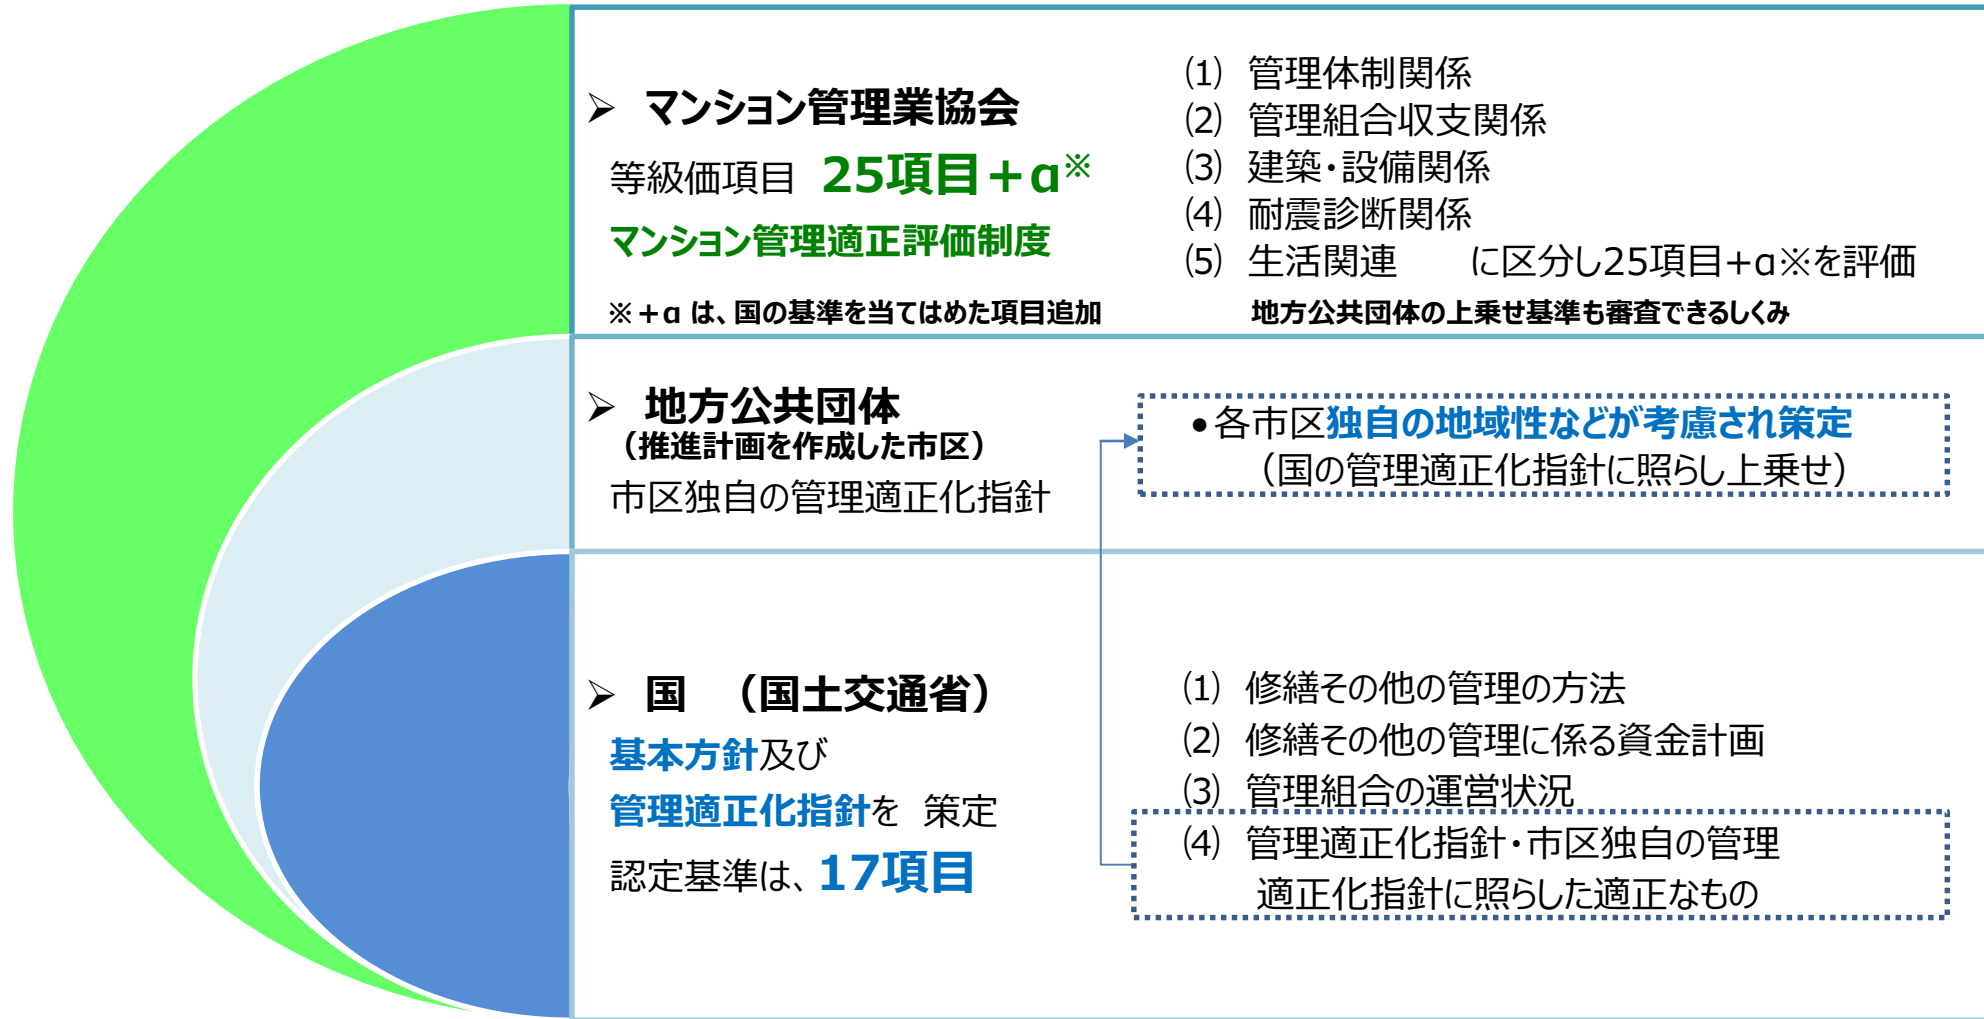 ➢ マンション管理業協会
等級価項目 25項目+α※
マンション管理適正評価制度
※+α は、国の基準を当てはめた項目追加
(1) 管理体制関係
(2) 管理組合収支関係
(3) 建築・設備関係
(4) 耐震診断関係
(5) 生活関連 に区分し25項目+α※を評価
地方公共団体の上乗せ基準も審査できるしくみ
➢ 地方公共団体
(推進計画を作成した市区)
市区独自の管理適正化指針
•各市区独自の地域性などが考慮され策定
(国の管理適正化指針に照らし上乗せ)
➢ 国 (国土交通省)
基本方針及び
管理適正化指針を 策定
認定基準は、17項目
(1) 修繕その他の管理の方法
(2) 修繕その他の管理に係る資金計画
(3) 管理組合の運営状況
(4) 管理適正化指針・市区独自の管理
適正化指針に照らした適正なもの